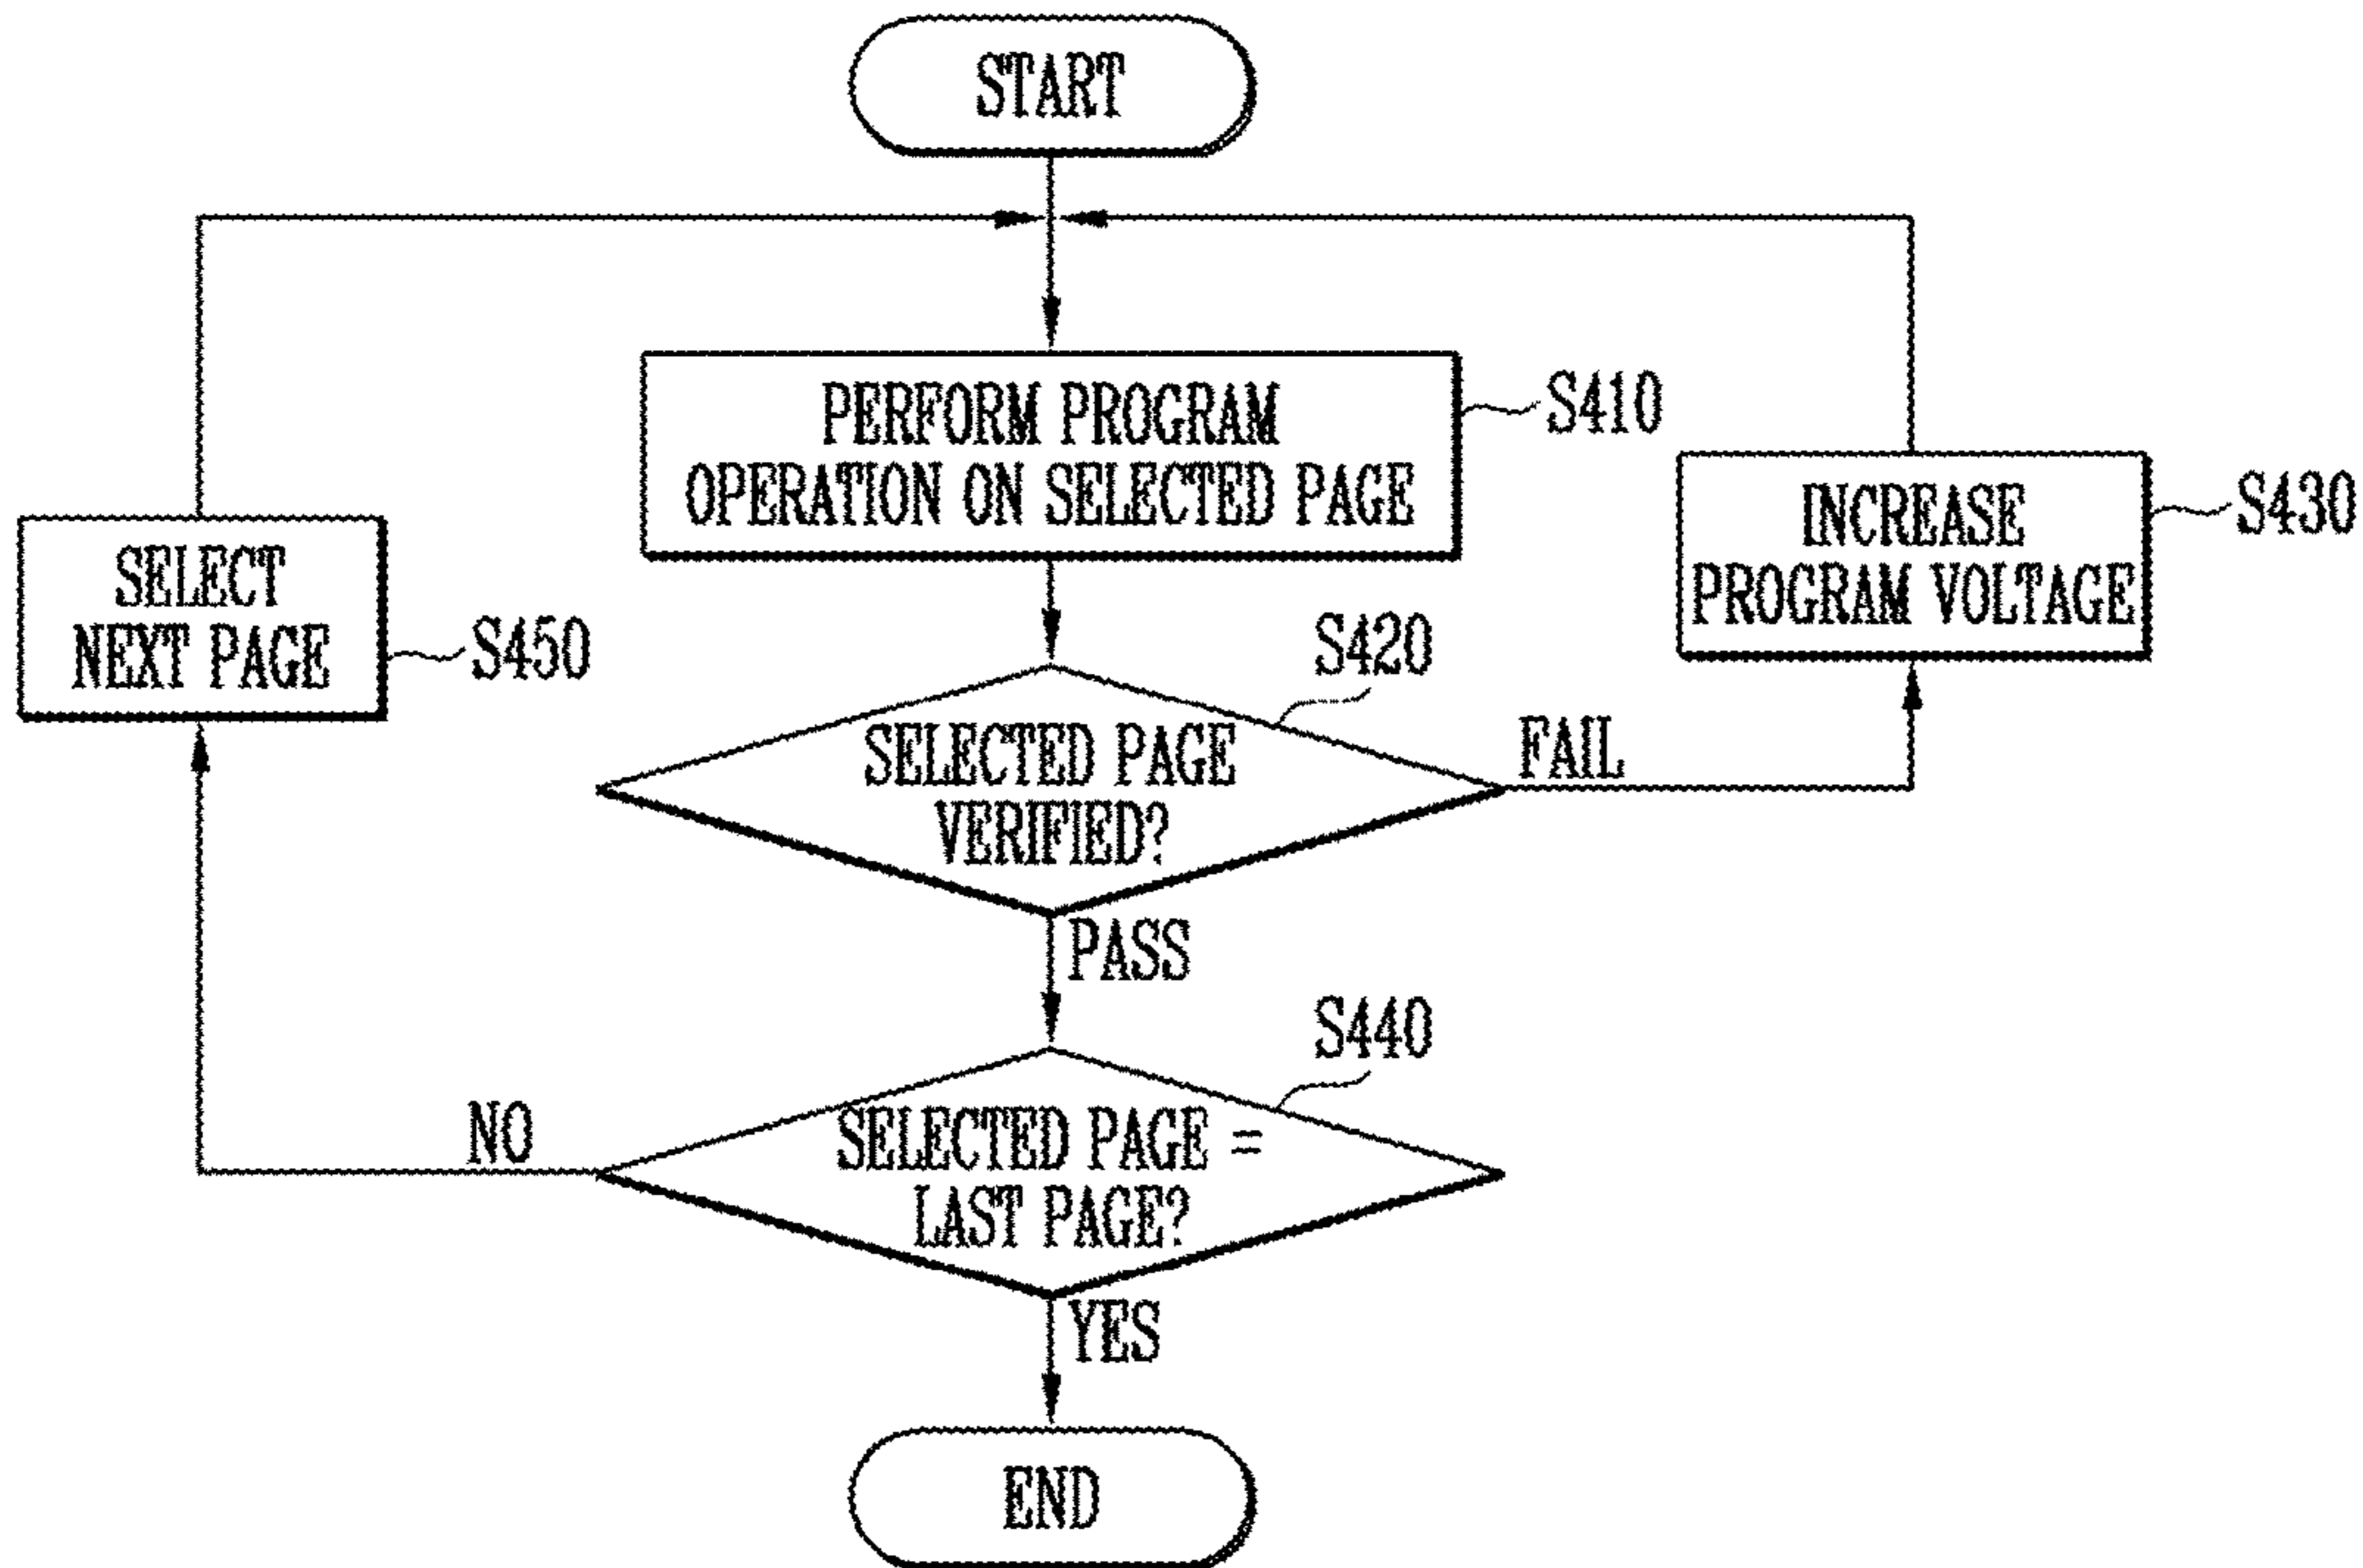 START
PERFORM PROGRAM
OPERATION ON SELECTED PAGE
S410
INCREASE
PROGRAM VOLTAGE
S430
SELECT
NEXT PAGE
S450
S420
SELECTED PAGE
VERIFIED?
FAIL
PASS
S440
SELECTED PAGE =
LAST PAGE?
NO
YES
END